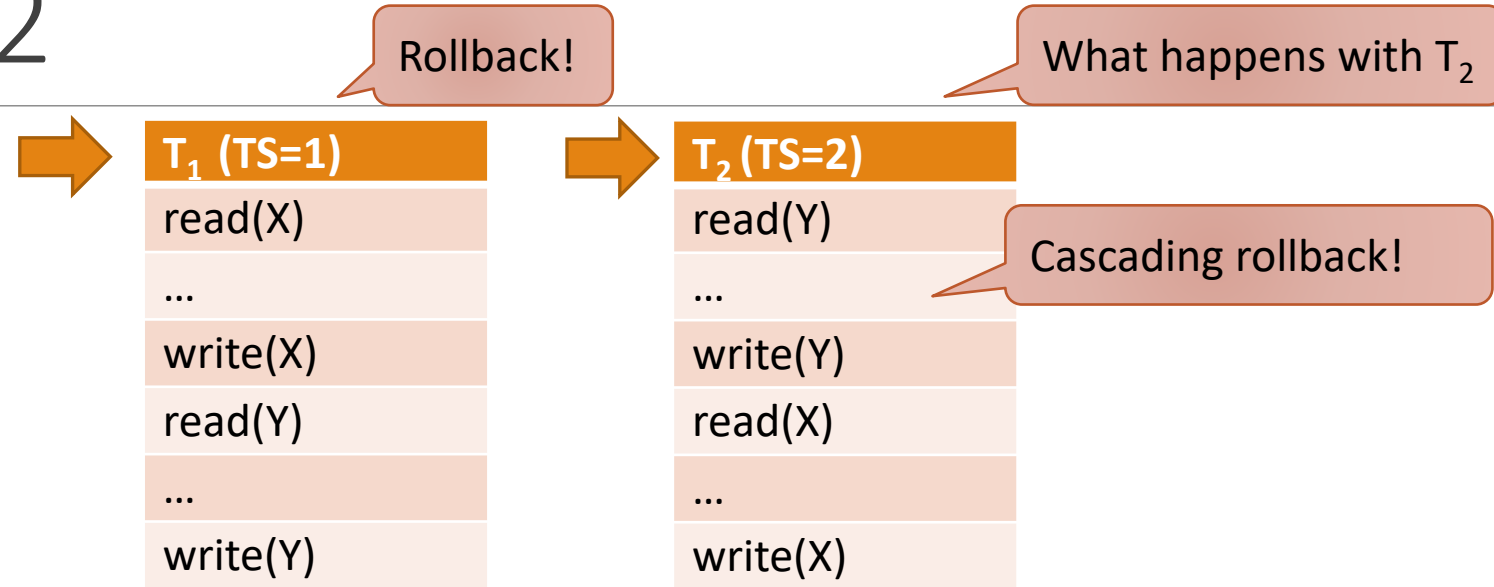 2
Rollback!
What happens with T₂
T₁ (TS=1)
read(X)
...
write(X)
read(Y)
...
write(Y)
T₂ (TS=2)
read(Y)
...
write(Y)
read(X)
...
write(X)
Cascading rollback!